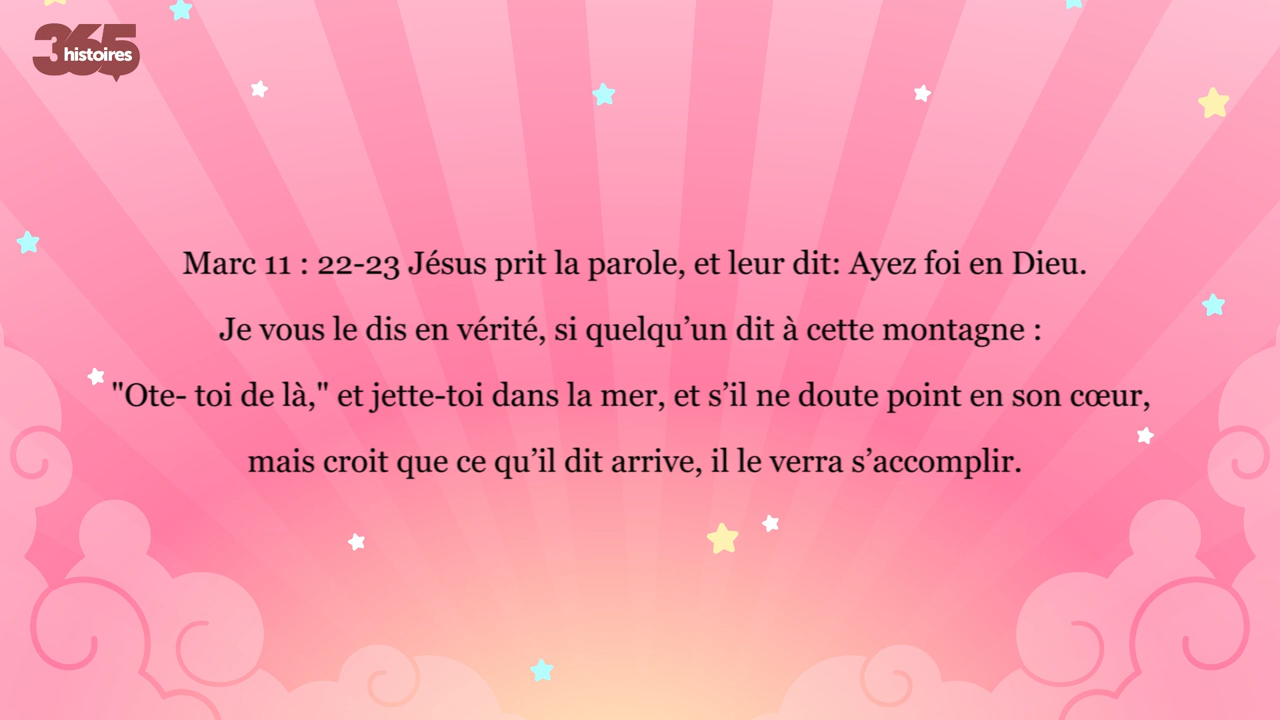 365
histoires
Marc 11 : 22-23 Jésus prit la parole, et leur dit: Ayez foi en Dieu.
Je vous le dis en vérité, si quelqu’un dit à cette montagne :
"Ote- toi de là," et jette-toi dans la mer, et s’il ne doute point en son cœur,
mais croit que ce qu’il dit arrive, il le verra s’accomplir.